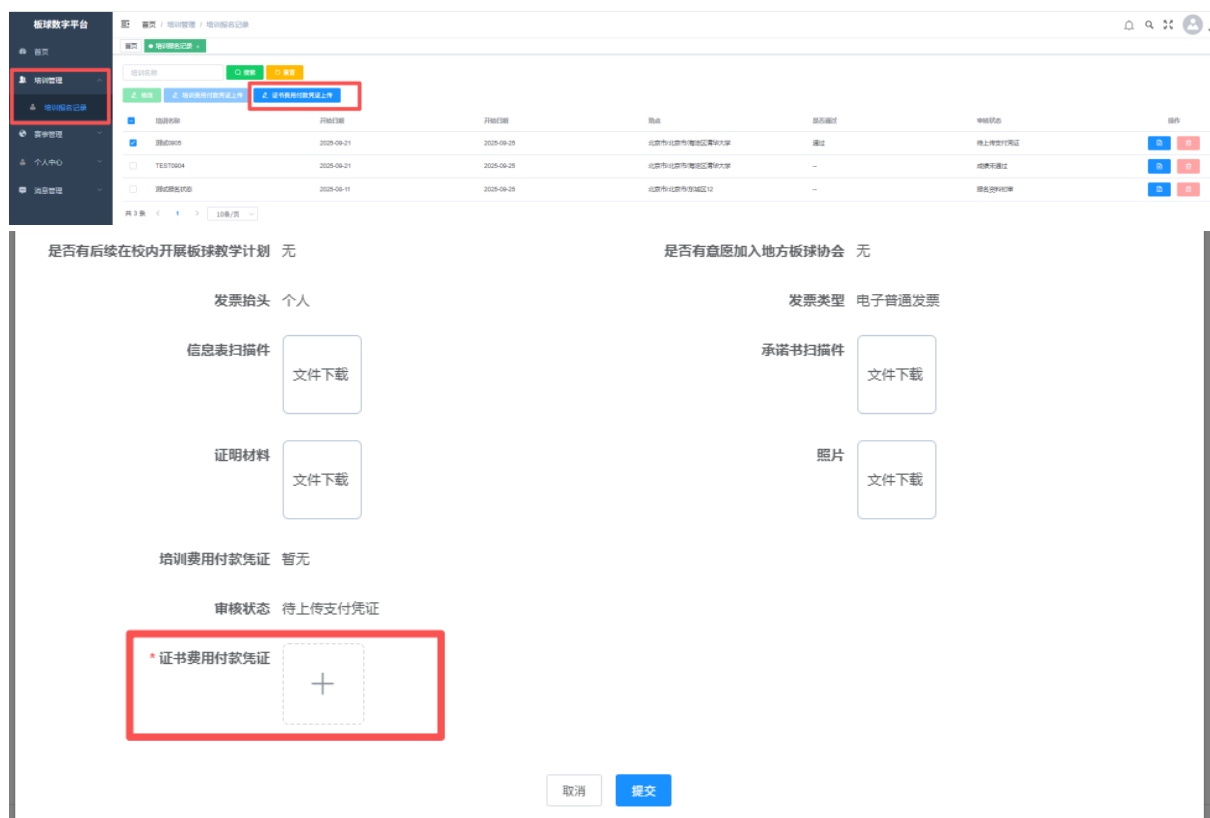 板球数字平台
首页 / 培训管理 / 培训报名记录
首页
首页
培训报名记录 ×
培训管理
培训名称
搜索
重置
培训报名记录
修改
培训费用付款凭证上传
证书费用付款凭证上传
培训名称 开始日期 开始日期 地点 是否通过 审核状态 操作
赛事管理
测试0905 2025-09-21 2025-09-25 北京市/北京市/海淀区清华大学 通过 待上传支付凭证
个人中心
TEST0904 2025-09-21 2025-09-25 北京市/北京市/海淀区清华大学 -- 成绩未通过
消息管理
测试报名状态 2025-08-11 2025-09-25 北京市/北京市/东城区12 -- 报名资料初审
共 3 条 < 1 > 10条/页
是否有后续在校内开展板球教学计划 无 是否有意愿加入地方板球协会 无
发票抬头 个人 发票类型 电子普通发票
信息表扫描件 文件下载 承诺书扫描件 文件下载
证明材料 文件下载 照片 文件下载
培训费用付款凭证 暂无
审核状态 待上传支付凭证
* 证书费用付款凭证
取消 提交